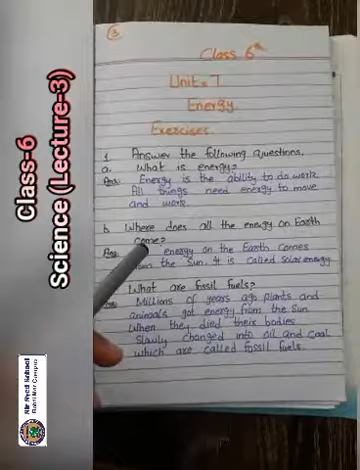 3
Class 6th
Unit = 7
Energy.
Exercises.
1. Answer the following questions.
a. What is energy?
Ans: Energy is the ability to do work.
All things need energy to move
and work.
b. Where does all the energy on Earth
come?
Ans energy on the Earth comes
from the Sun. It is called Solar energy.
What are fossil fuels?
Ans: Millions of years ago plants and
animals got energy from the Sun.
When they died their bodies
slowly changed into oil and coal
which are called fossil fuels.
Class-6
Science (Lecture-3)